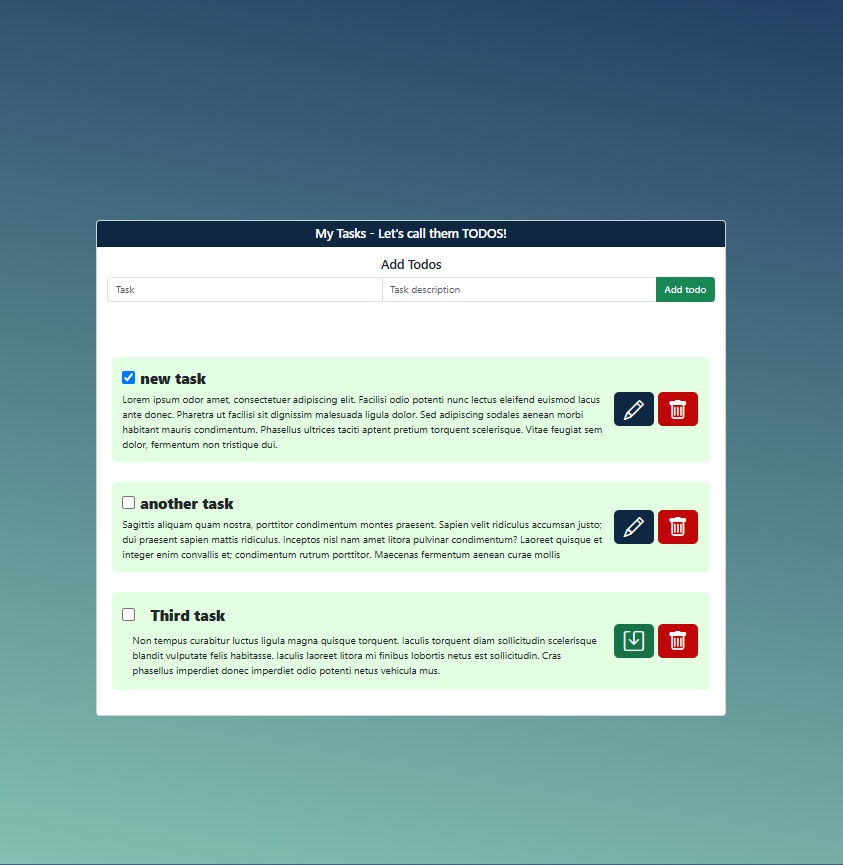 My Tasks - Let's call them TODOS!
Add Todos
Task
Task description
Add todo
new task
Lorem ipsum odor amet, consectetuer adipiscing elit. Facilisi odio potenti nunc lectus eleifend euismod lacus
ante donec. Pharetra ut facilisi sit dignissim malesuada ligula dolor. Sed adipiscing sodales aenean morbi
habitant mauris condimentum. Phasellus ultrices taciti aptent pretium torquent scelerisque. Vitae feugiat sem
dolor, fermentum non tristique dui.
another task
Sagittis aliquam quam nostra, porttitor condimentum montes praesent. Sapien velit ridiculus accumsan justo;
dui praesent sapien mattis ridiculus. Inceptos nisl nam amet litora pulvinar condimentum? Laoreet quisque et
integer enim convallis et; condimentum rutrum porttitor. Maecenas fermentum aenean curae mollis
Third task
Non tempus curabitur luctus ligula magna quisque torquent. Iaculis torquent diam sollicitudin scelerisque
blandit vulputate felis habitasse. Iaculis laoreet litora mi finibus lobortis netus est sollicitudin. Cras
phasellus imperdiet donec imperdiet odio potenti netus vehicula mus.